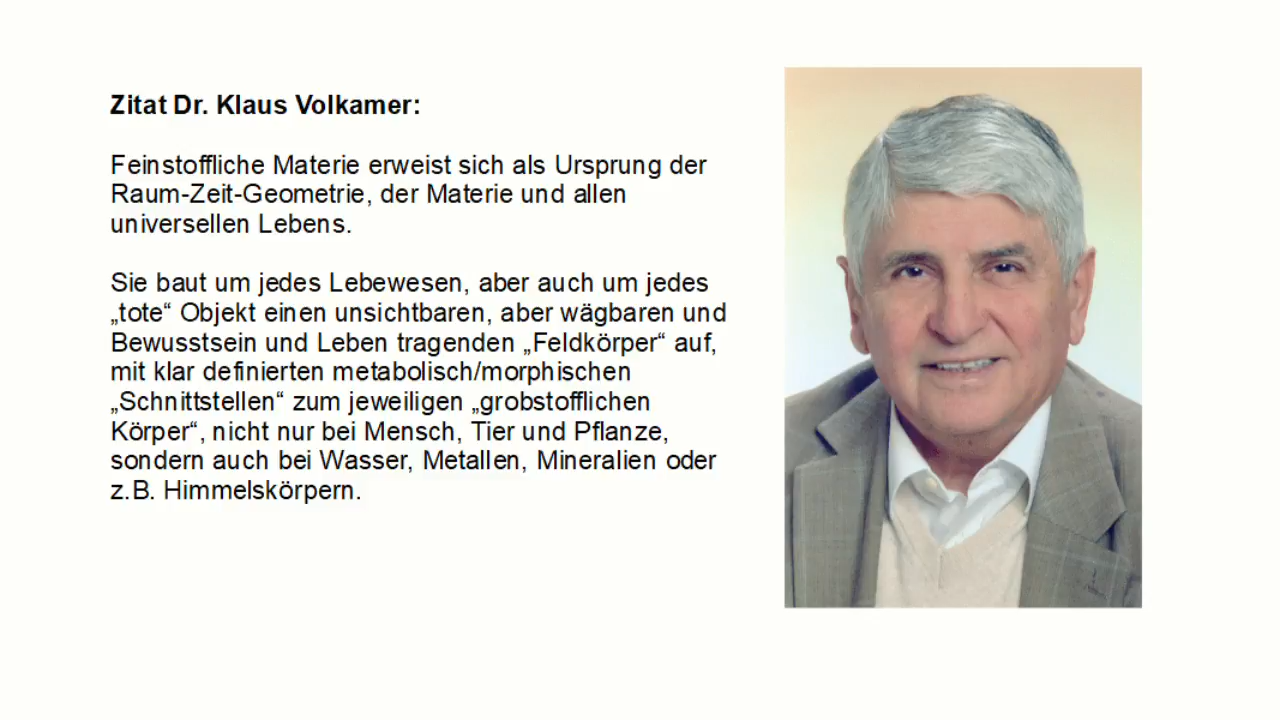 Zitat Dr. Klaus Volkamer:
Feinstoffliche Materie erweist sich als Ursprung der
Raum-Zeit-Geometrie, der Materie und allen
universellen Lebens.
Sie baut um jedes Lebewesen, aber auch um jedes
„tote“ Objekt einen unsichtbaren, aber wägbaren und
Bewusstsein und Leben tragenden „Feldkörper“ auf,
mit klar definierten metabolisch/morphischen
„Schnittstellen“ zum jeweiligen „grobstofflichen
Körper“, nicht nur bei Mensch, Tier und Pflanze,
sondern auch bei Wasser, Metallen, Mineralien oder
z.B. Himmelskörpern.